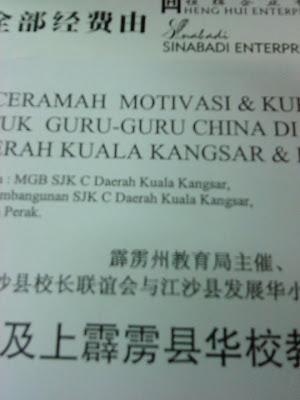 HENG HUI ENTERP
全部经费由
Sinabadi
SINABADI ENTERPR
CERAMAH MOTIVASI & KU
TUK GURU-GURU CHINA DI
ERAH KUALA KANGSAR &
: MGB SJK C Daerah Kuala Kangsar,
mbangunan SJK C Daerah Kuala Kangsar,
Perak.
霹雳州教育局主催、
沙县校长联谊会与江沙县发展华小
及上霹雳县华校教